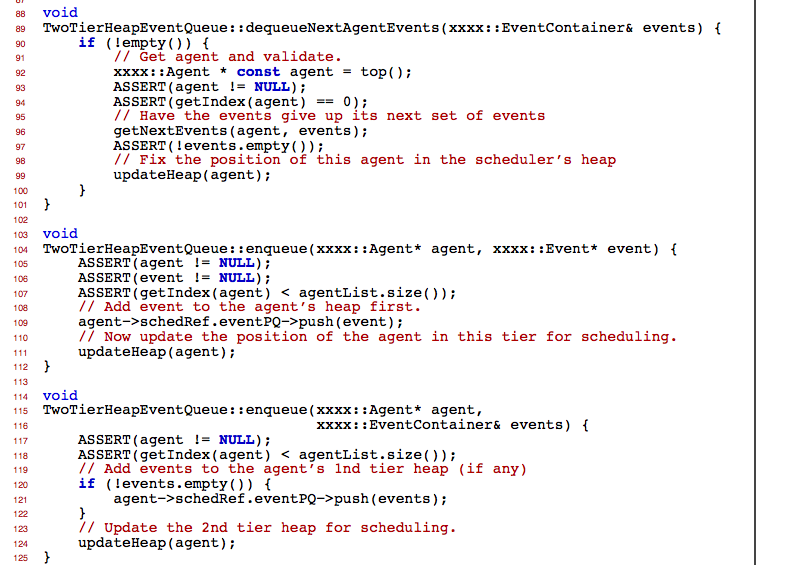 88 void
89 TwoTierHeapEventQueue::dequeueNextAgentEvents(xxxx::EventContainer& events) {
90     if (!empty()) {
91         // Get agent and validate.
92         xxxx::Agent * const agent = top();
93         ASSERT(agent != NULL);
94         ASSERT(getIndex(agent) == 0);
95         // Have the events give up its next set of events
96         getNextEvents(agent, events);
97         ASSERT(!events.empty());
98         // Fix the position of this agent in the scheduler's heap
99         updateHeap(agent);
100     }
101 }
102
103 void
104 TwoTierHeapEventQueue::enqueue(xxxx::Agent* agent, xxxx::Event* event) {
105     ASSERT(agent != NULL);
106     ASSERT(event != NULL);
107     ASSERT(getIndex(agent) < agentList.size());
108     // Add event to the agent's heap first.
109     agent->schedRef.eventPQ->push(event);
110     // Now update the position of the agent in this tier for scheduling.
111     updateHeap(agent);
112 }
113
114 void
115 TwoTierHeapEventQueue::enqueue(xxxx::Agent* agent,
116                                xxxx::EventContainer& events) {
117     ASSERT(agent != NULL);
118     ASSERT(getIndex(agent) < agentList.size());
119     // Add events to the agent's 1nd tier heap (if any)
120     if (!events.empty()) {
121         agent->schedRef.eventPQ->push(events);
122     }
123     // Update the 2nd tier heap for scheduling.
124     updateHeap(agent);
125 }